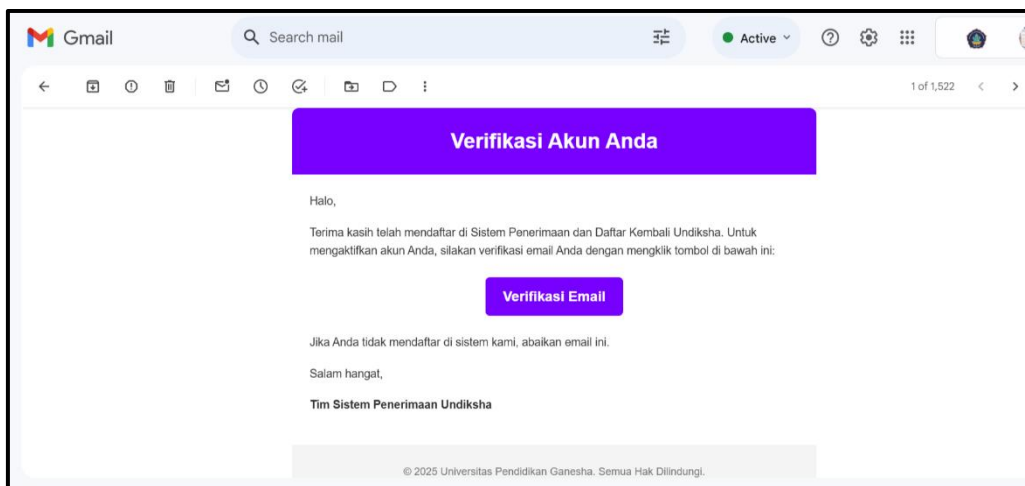 Gmail
Search mail
Active
1 of 1,522
Verifikasi Akun Anda
Halo,
Terima kasih telah mendaftar di Sistem Penerimaan dan Daftar Kembali Undiksha. Untuk
mengaktifkan akun Anda, silakan verifikasi email Anda dengan mengklik tombol di bawah ini:
Verifikasi Email
Jika Anda tidak mendaftar di sistem kami, abaikan email ini.
Salam hangat,
Tim Sistem Penerimaan Undiksha
© 2025 Universitas Pendidikan Ganesha. Semua Hak Dilindungi.